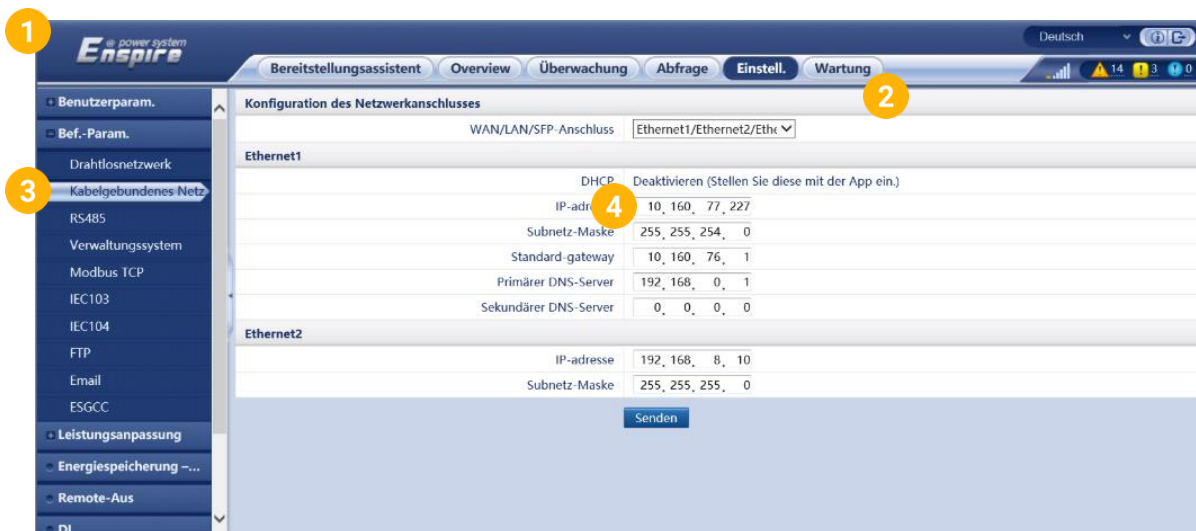 1
Enspire
e power system
Deutsch
Bereitstellungsassistent Overview Überwachung Abfrage Einstell. Wartung
14 3 0
2
Benutzerparam.
Bef.-Param.
Drahtlosnetzwerk
3
Kabelgebundenes Netz
RS485
Verwaltungssystem
Modbus TCP
IEC103
IEC104
FTP
Email
ESGCC
Leistungsanpassung
Energiespeicherung –...
Remote-Aus
DI
Konfiguration des Netzwerkanschlusses
WAN/LAN/SFP-Anschluss Ethernet1/Ethernet2/Ethe
Ethernet1
DHCP Deaktivieren (Stellen Sie diese mit der App ein.)
IP-adr 4 10. 160. 77. 227
Subnetz-Maske 255. 255. 254. 0
Standard-gateway 10. 160. 76. 1
Primärer DNS-Server 192. 168. 0. 1
Sekundärer DNS-Server 0. 0. 0. 0
Ethernet2
IP-adresse 192. 168. 8. 10
Subnetz-Maske 255. 255. 255. 0
Senden